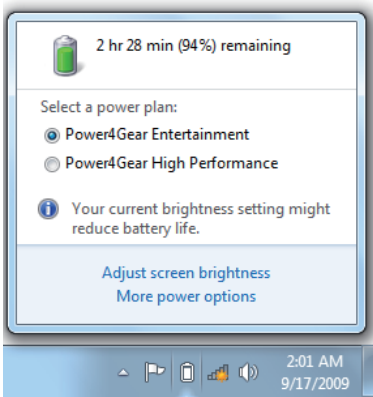 2 hr 28 min (94%) remaining
Select a power plan:
Power4Gear Entertainment
Power4Gear High Performance
Your current brightness setting might
reduce battery life.
Adjust screen brightness
More power options
2:01 AM
9/17/2009